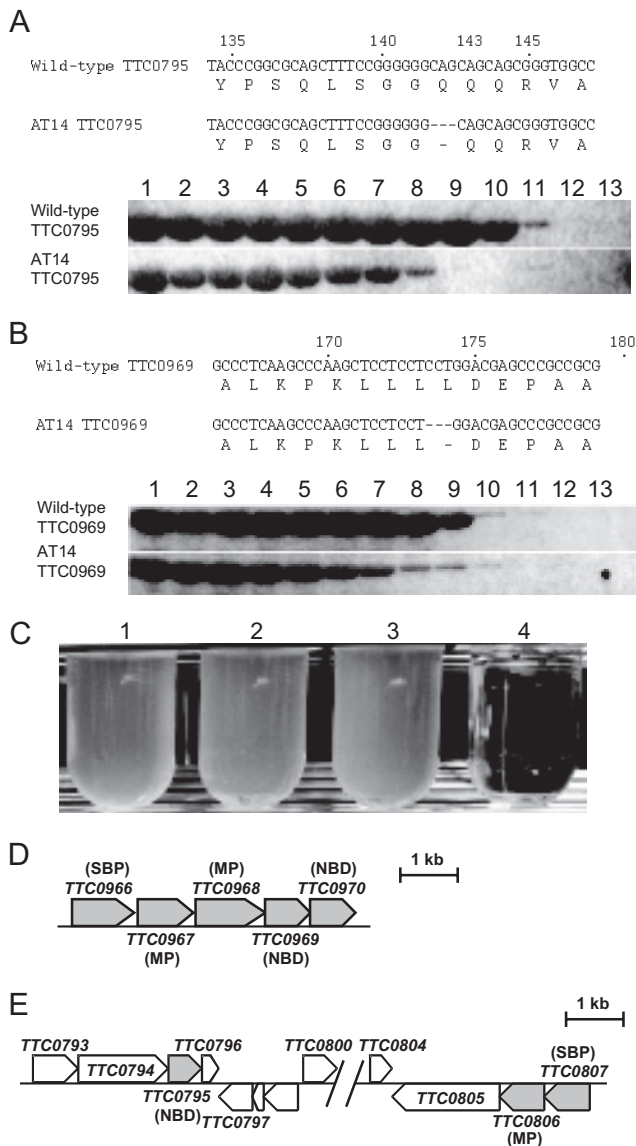 A
135 140 143 145
Wild-type TTC0795 TACCCGGCGCAGCTTTCCGGGGGGCAGCAGCAGCGGGTGGCC
Y P S Q L S G G Q Q Q R V A
AT14 TTC0795 TACCCGGCGCAGCTTTCCGGGGGG---CAGCAGCGGGTGGCC
Y P S Q L S G G - Q Q R V A
1 2 3 4 5 6 7 8 9 10 11 12 13
Wild-type
TTC0795
AT14
TTC0795
B
170 175 180
Wild-type TTC0969 GCCCTCAAGCCCAAGCTCCTCCTCCTGGACGAGCCCGCCGCG
A L K P K L L L L D E P A A
AT14 TTC0969 GCCCTCAAGCCCAAGCTCCTCCT---GGACGAGCCCGCCGCG
A L K P K L L L - D E P A A
1 2 3 4 5 6 7 8 9 10 11 12 13
Wild-type
TTC0969
AT14
TTC0969
C
1 2 3 4
D
(SBP) (MP) (NBD) 1 kb
TTC0966 TTC0968 TTC0970
TTC0967 TTC0969
(MP) (NBD)
E
1 kb
TTC0793 TTC0796 TTC0800 TTC0804 (SBP)
TTC0807
TTC0794 TTC0805
TTC0795 TTC0797 TTC0806
(NBD) (MP)